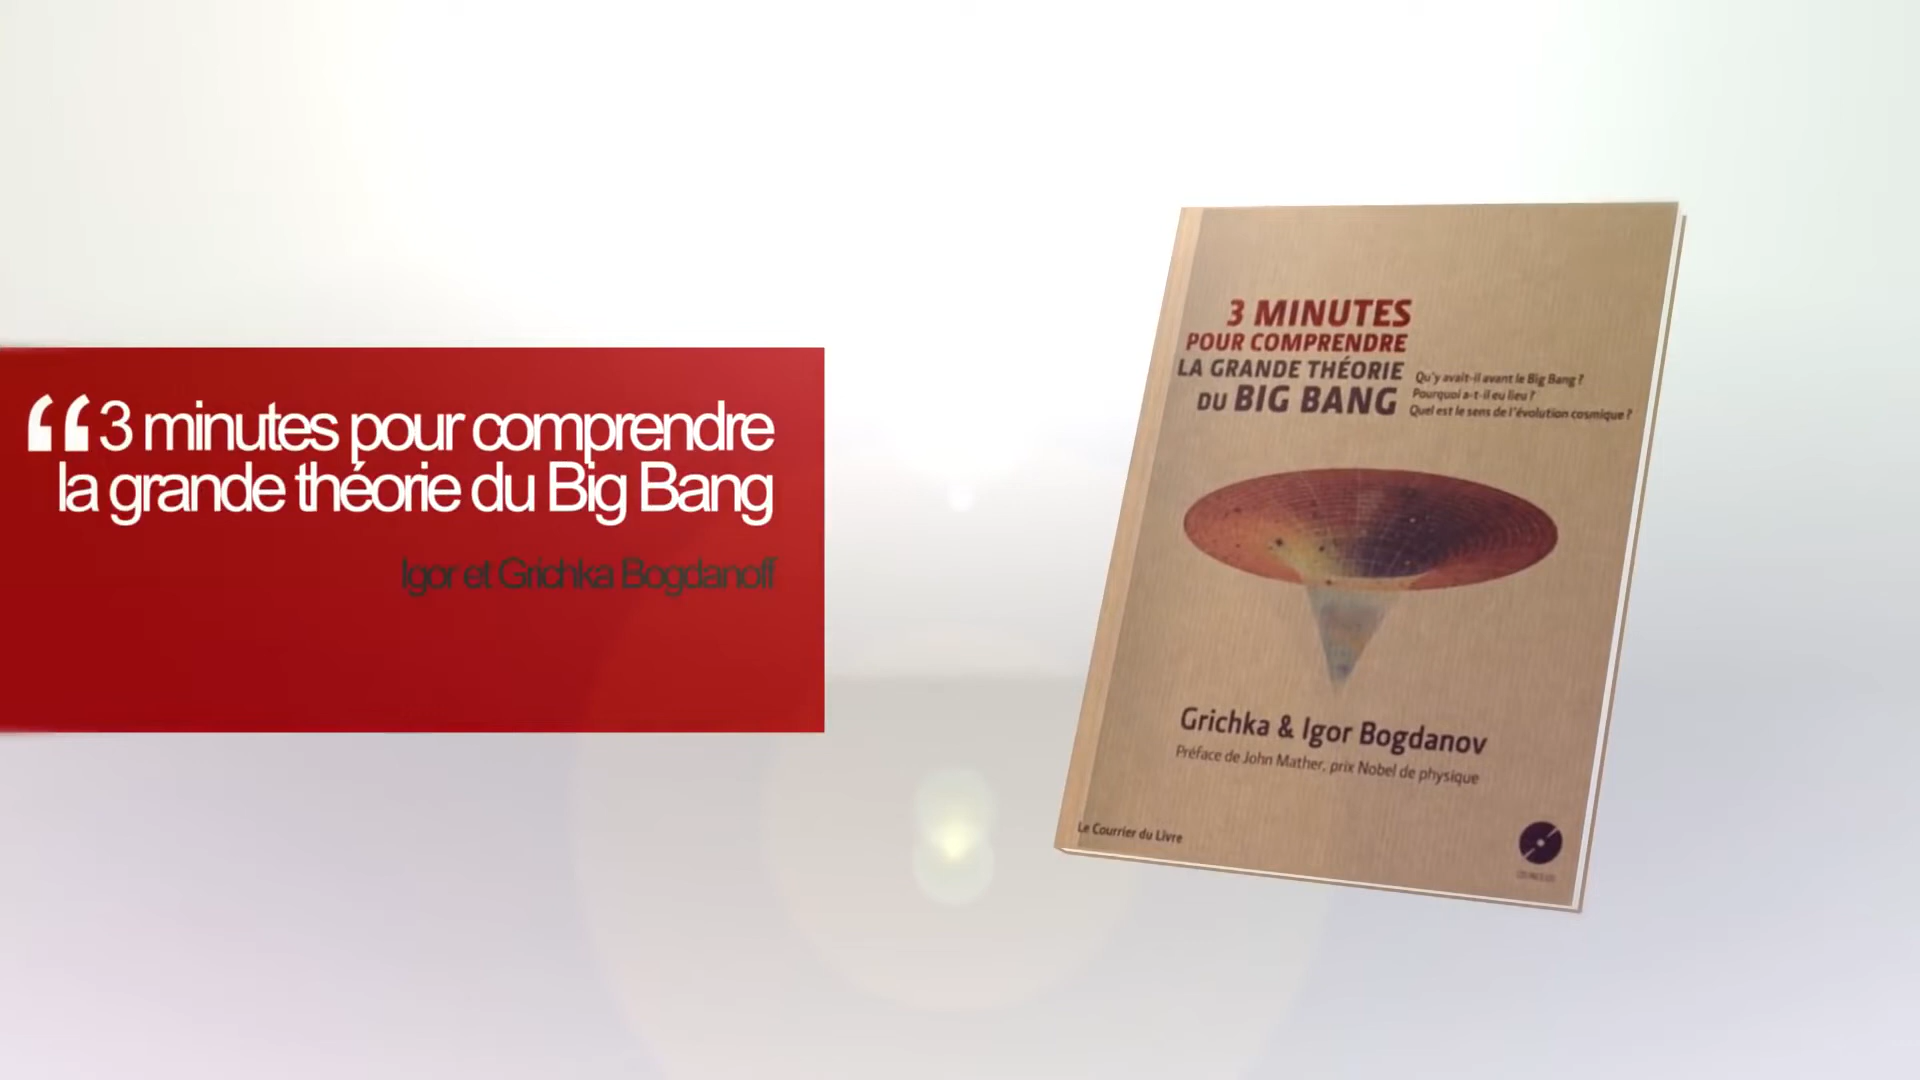 “3 minutes pour comprendre
la grande théorie du Big Bang
Igor et Grichka Bogdanoff
3 MINUTES
POUR COMPRENDRE
LA GRANDE THÉORIE
DU BIG BANG
Qu'y avait-il avant le Big Bang ?
Pourquoi a-t-il eu lieu ?
Quel est le sens de l'évolution cosmique ?
Grichka & Igor Bogdanov
Préface de John Mather, prix Nobel de physique
Le Courrier du Livre